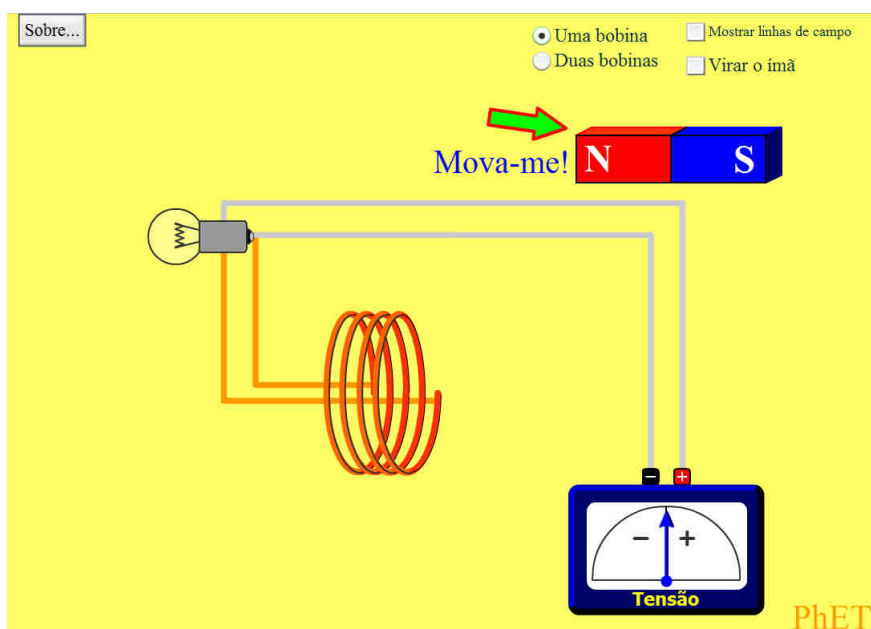 Sobre...
Uma bobina
Duas bobinas
Mostrar linhas de campo
Virar o ímã
Mova-me!
N S
− +
− +
Tensão
PhET